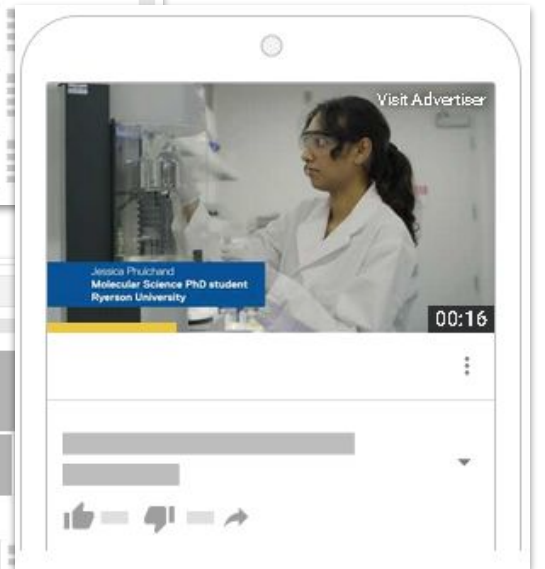 Visit Advertiser
Jessica Phulchand
Molecular Science PhD student
Ryerson University
00:16